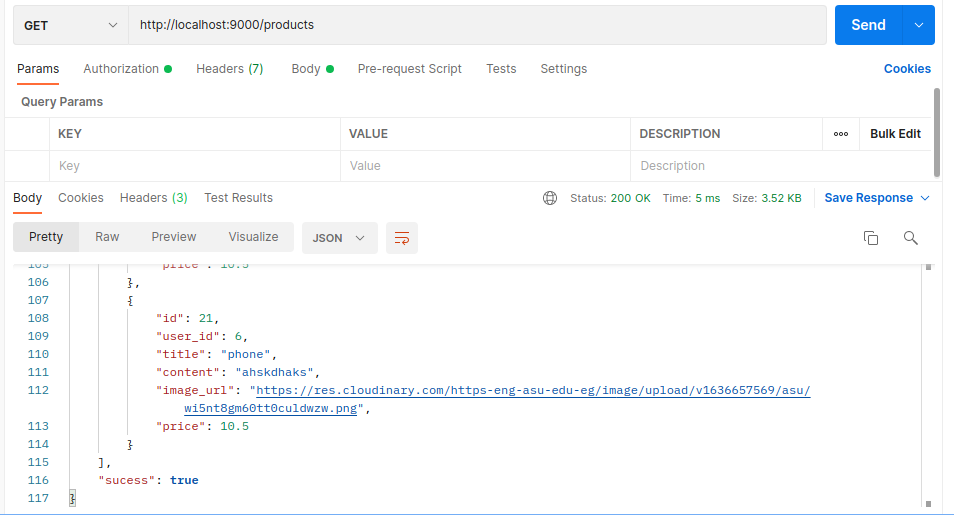 GET http://localhost:9000/products Send
Params Authorization Headers (7) Body Pre-request Script Tests Settings Cookies
Query Params
KEY VALUE DESCRIPTION ooo Bulk Edit
Key Value Description
Body Cookies Headers (3) Test Results Status: 200 OK Time: 5 ms Size: 3.52 KB Save Response
Pretty Raw Preview Visualize JSON
105 "price": 10.5
106 },
107 {
108 "id": 21,
109 "user_id": 6,
110 "title": "phone",
111 "content": "ahskdhaks",
112 "image_url": "https://res.cloudinary.com/https-eng-asu-edu-eg/image/upload/v1636657569/asu/
wi5nt8gm60tt0culdwzw.png",
113 "price": 10.5
114 }
115 ],
116 "sucess": true
117 }